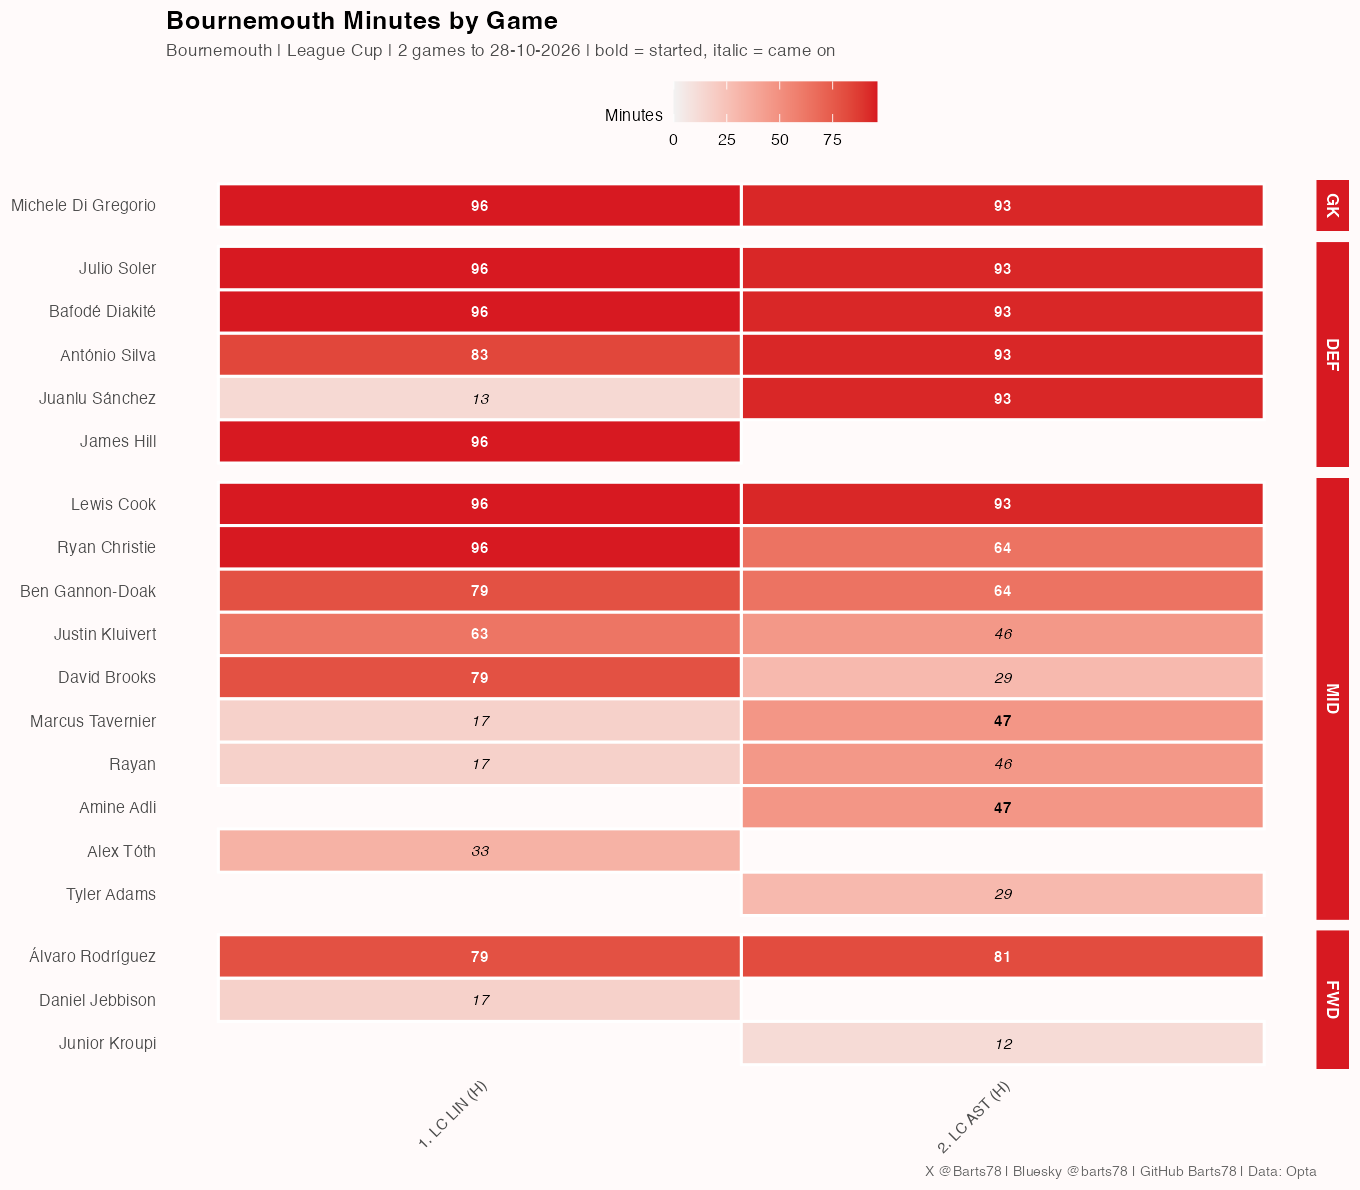 Bournemouth Minutes by Game
Bournemouth | League Cup | 2 games to 28-10-2026 | bold = started, italic = came on
Minutes
0 25 50 75
Michele Di Gregorio 96 93
GK
Julio Soler 96 93
Bafodé Diakité 96 93
António Silva 83 93
Juanlu Sánchez 13 93
James Hill 96
DEF
Lewis Cook 96 93
Ryan Christie 96 64
Ben Gannon-Doak 79 64
Justin Kluivert 63 46
David Brooks 79 29
Marcus Tavernier 17 47
Rayan 17 46
Amine Adli 47
Alex Tóth 33
Tyler Adams 29
MID
Álvaro Rodríguez 79 81
Daniel Jebbison 17
Junior Kroupi 12
FWD
1. LC LIN (H) 2. LC AST (H)
X @Barts78 | Bluesky @barts78 | GitHub Barts78 | Data: Opta